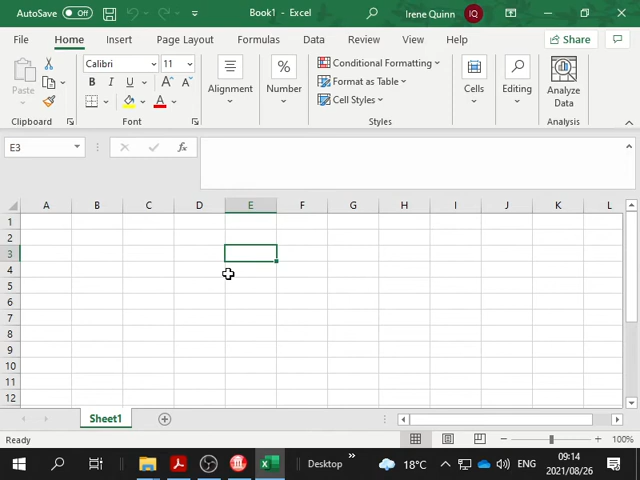 AutoSave Off Book1 - Excel Irene Quinn IQ
File Home Insert Page Layout Formulas Data Review View Help Share
Paste
Clipboard
Calibri 11 A A
B I U
A
Font
Alignment
%
Number
Conditional Formatting
Format as Table
Cell Styles
Styles
Cells
Editing
Analyze
Data
Analysis
E3 fx
A B C D E F G H I J K L
1
2
3
4
5
6
7
8
9
10
11
12
Sheet1
Ready 100%
Desktop 18°C ENG 09:14
2021/08/26